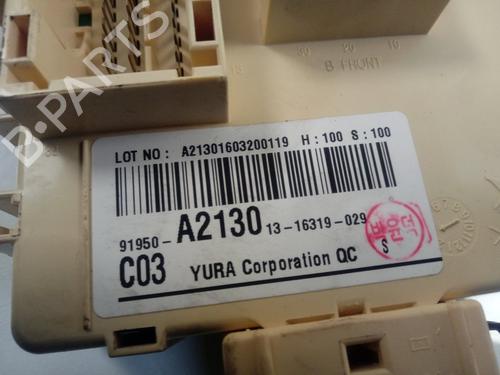 B-PARTS
30 20 10
B FRONT
LOT NO : A21301603200119 H : 100 S : 100
91950-A2130 13-16319-029
C03 YURA Corporation QC S